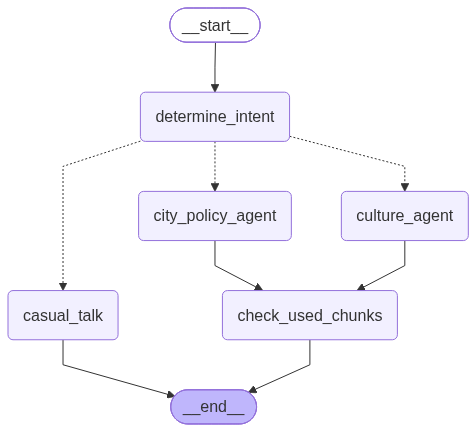 __start__
determine_intent
city_policy_agent
culture_agent
casual_talk
check_used_chunks
__end__